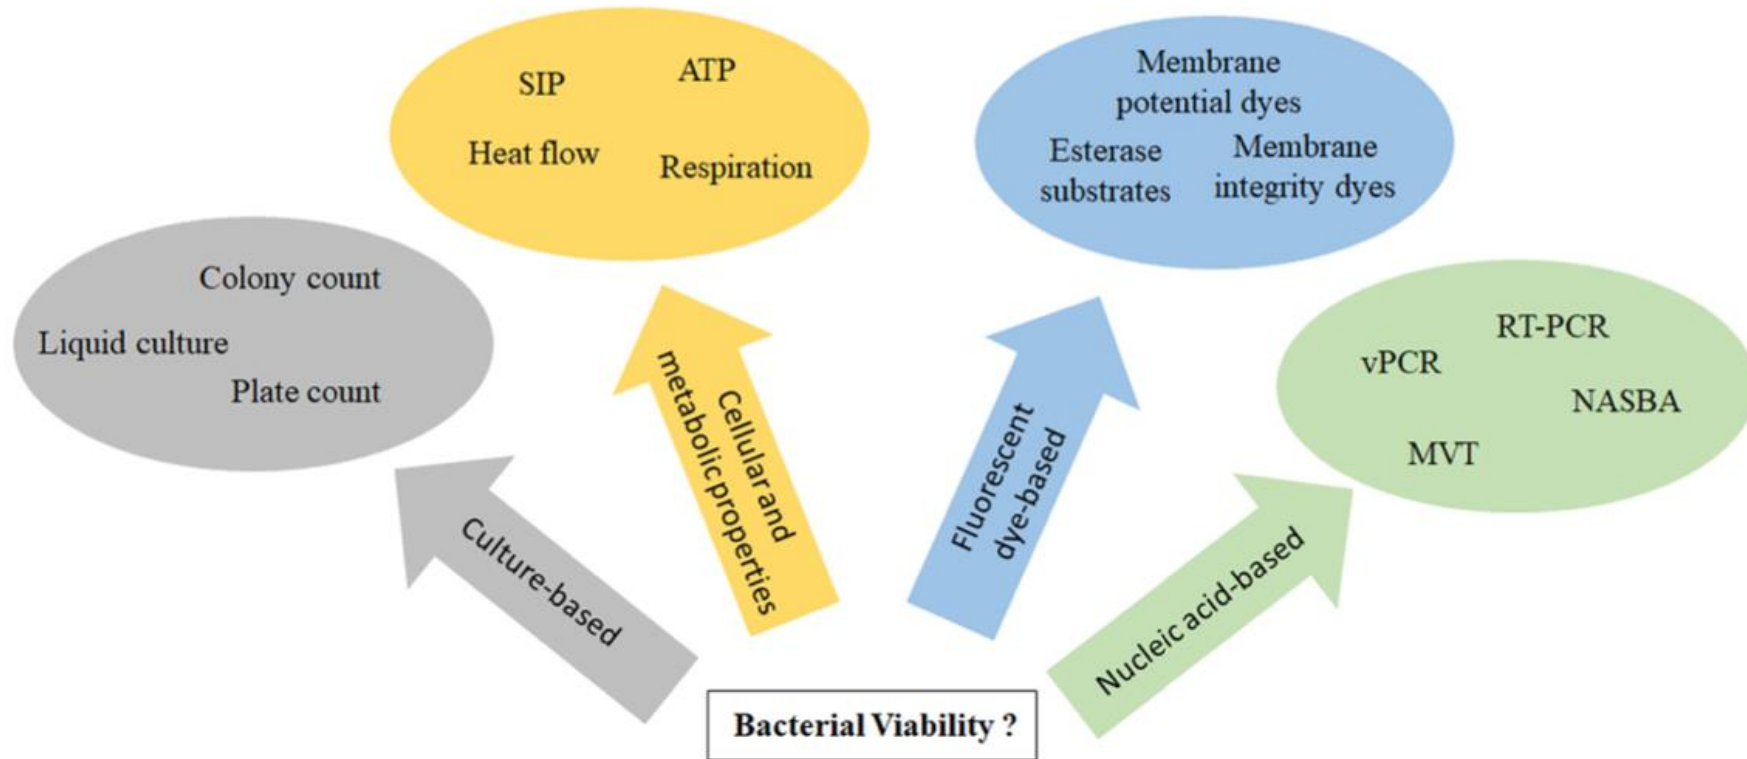 SIP
ATP
Heat flow
Respiration
Membrane
potential dyes
Esterase
substrates
Membrane
integrity dyes
Colony count
Liquid culture
Plate count
RT-PCR
vPCR
NASBA
MVT
Culture-based
Cellular and
metabolic properties
Fluorescent
dye-based
Nucleic acid-based
Bacterial Viability ?